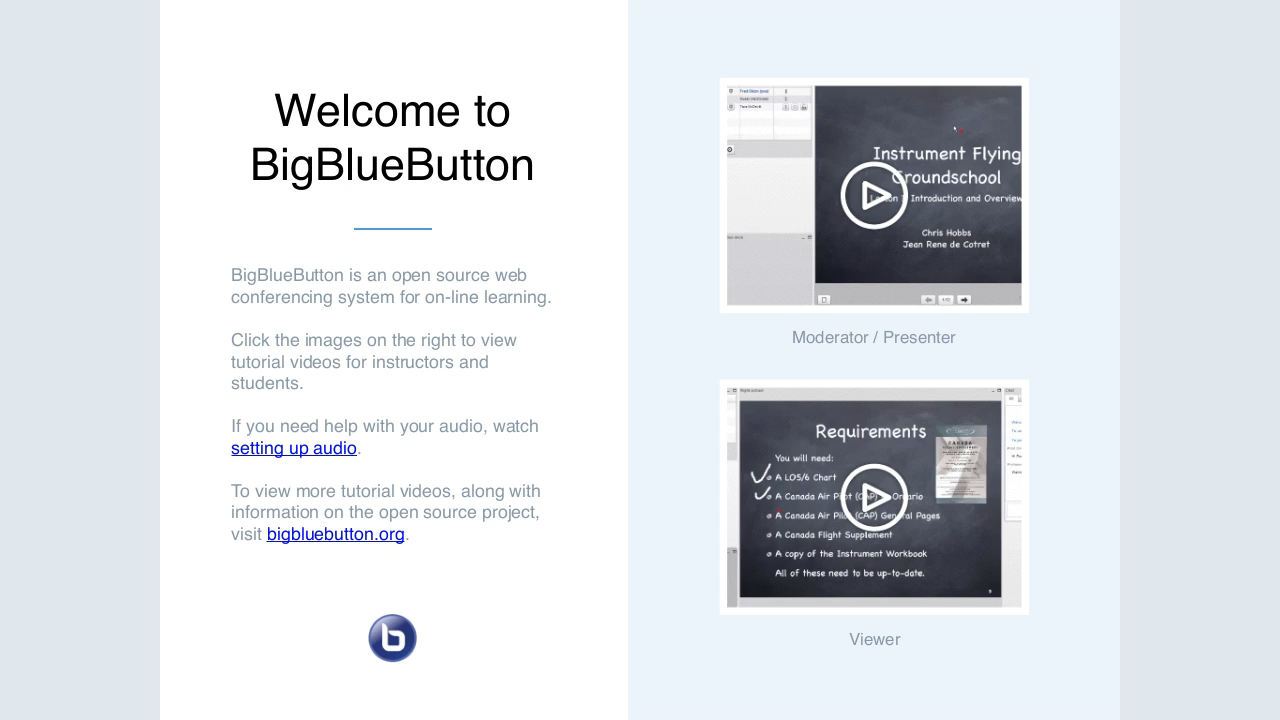 Welcome to
BigBlueButton
BigBlueButton is an open source web
conferencing system for on-line learning.
Click the images on the right to view
tutorial videos for instructors and
students.
If you need help with your audio, watch
setting up audio.
To view more tutorial videos, along with
information on the open source project,
visit bigbluebutton.org.
b
Instrument Flying
Groundschool
Introduction and Overview
Chris Hobbs
Jean Rene de Cotret
Moderator / Presenter
Requirements
You will need:
A LO5/6 Chart
A Canada Air Pilot (CAP) - Ontario
A Canada Air Pilot (CAP) General Pages
A Canada Flight Supplement
A copy of the Instrument Workbook
All of these need to be up-to-date.
CANADA
Viewer